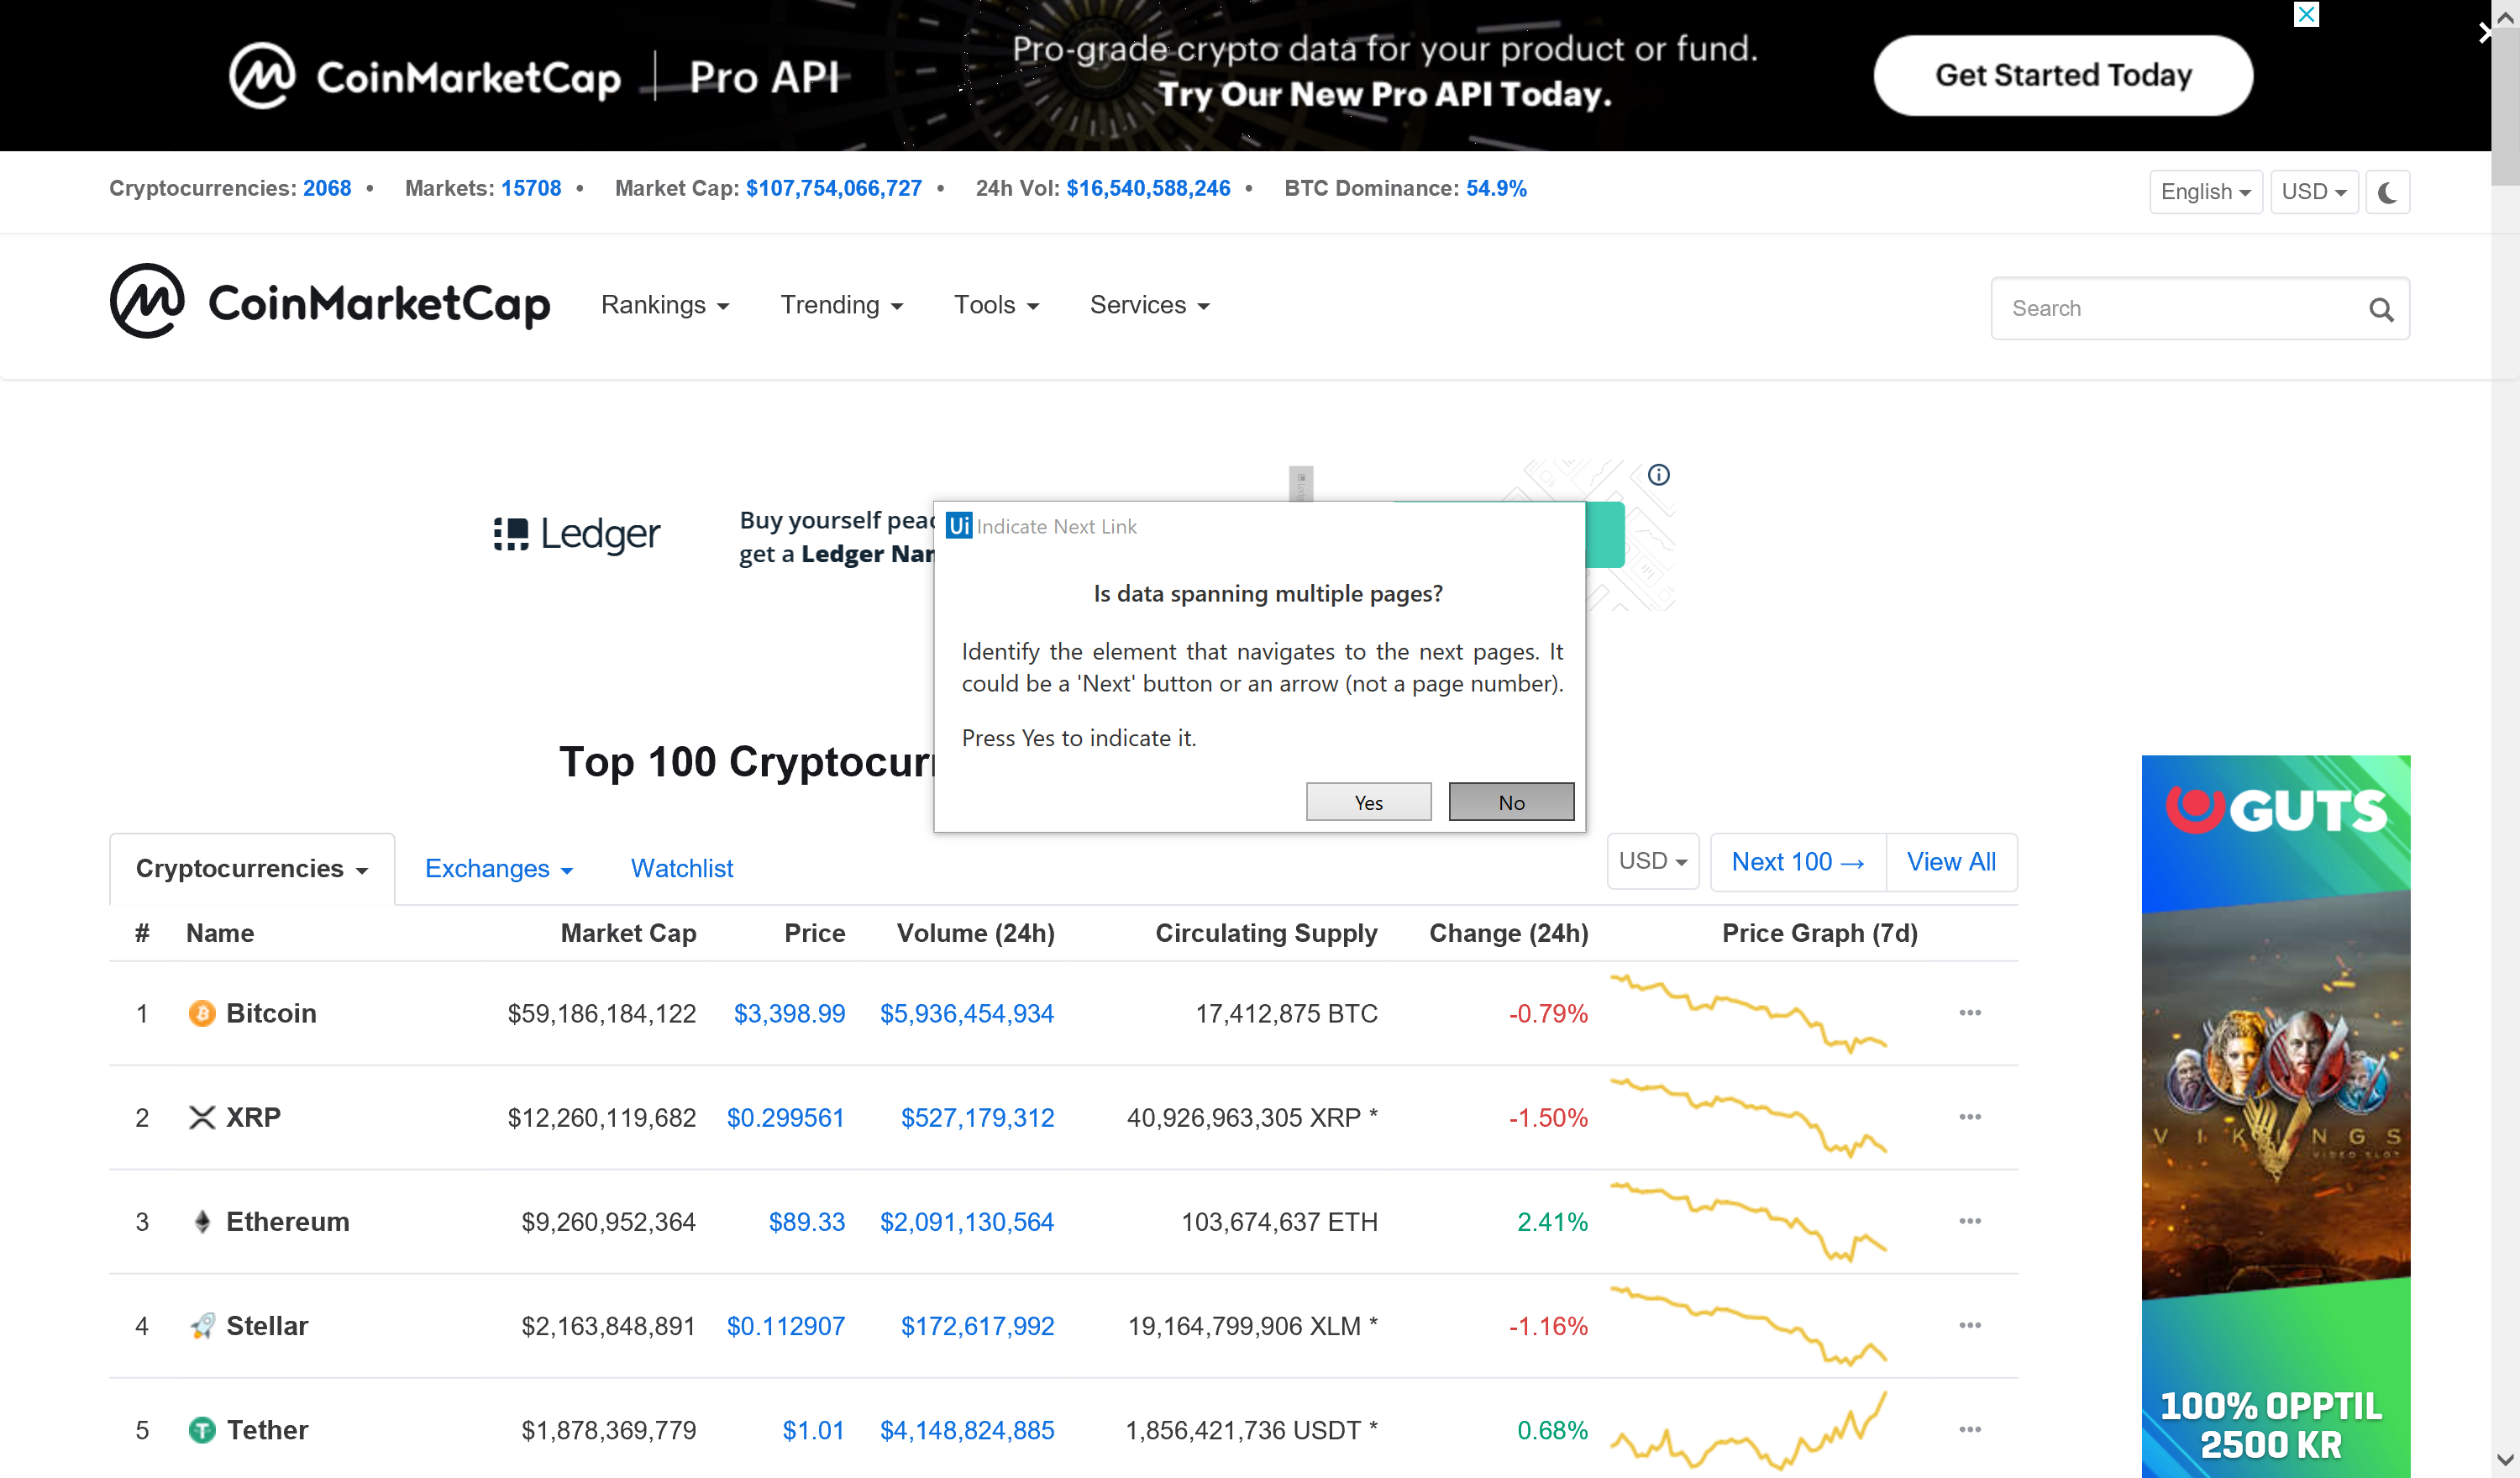 CoinMarketCap | Pro API
Pro-grade crypto data for your product or fund.
Try Our New Pro API Today.
Get Started Today
Cryptocurrencies: 2068 • Markets: 15708 • Market Cap: $107,754,066,727 • 24h Vol: $16,540,588,246 • BTC Dominance: 54.9%
English USD
CoinMarketCap Rankings Trending Tools Services Search
Ledger
Buy yourself peac
get a Ledger Nan
Ui Indicate Next Link
Is data spanning multiple pages?
Identify the element that navigates to the next pages. It
could be a 'Next' button or an arrow (not a page number).
Press Yes to indicate it.
Yes No
Top 100 Cryptocurr
Cryptocurrencies Exchanges Watchlist USD Next 100 → View All
# Name Market Cap Price Volume (24h) Circulating Supply Change (24h) Price Graph (7d)
1 Bitcoin $59,186,184,122 $3,398.99 $5,936,454,934 17,412,875 BTC -0.79%
2 XRP $12,260,119,682 $0.299561 $527,179,312 40,926,963,305 XRP * -1.50%
3 Ethereum $9,260,952,364 $89.33 $2,091,130,564 103,674,637 ETH 2.41%
4 Stellar $2,163,848,891 $0.112907 $172,617,992 19,164,799,906 XLM * -1.16%
5 Tether $1,878,369,779 $1.01 $4,148,824,885 1,856,421,736 USDT * 0.68%
GUTS
VIKINGS
VIDEO SLOT
100% OPPTIL
2500 KR